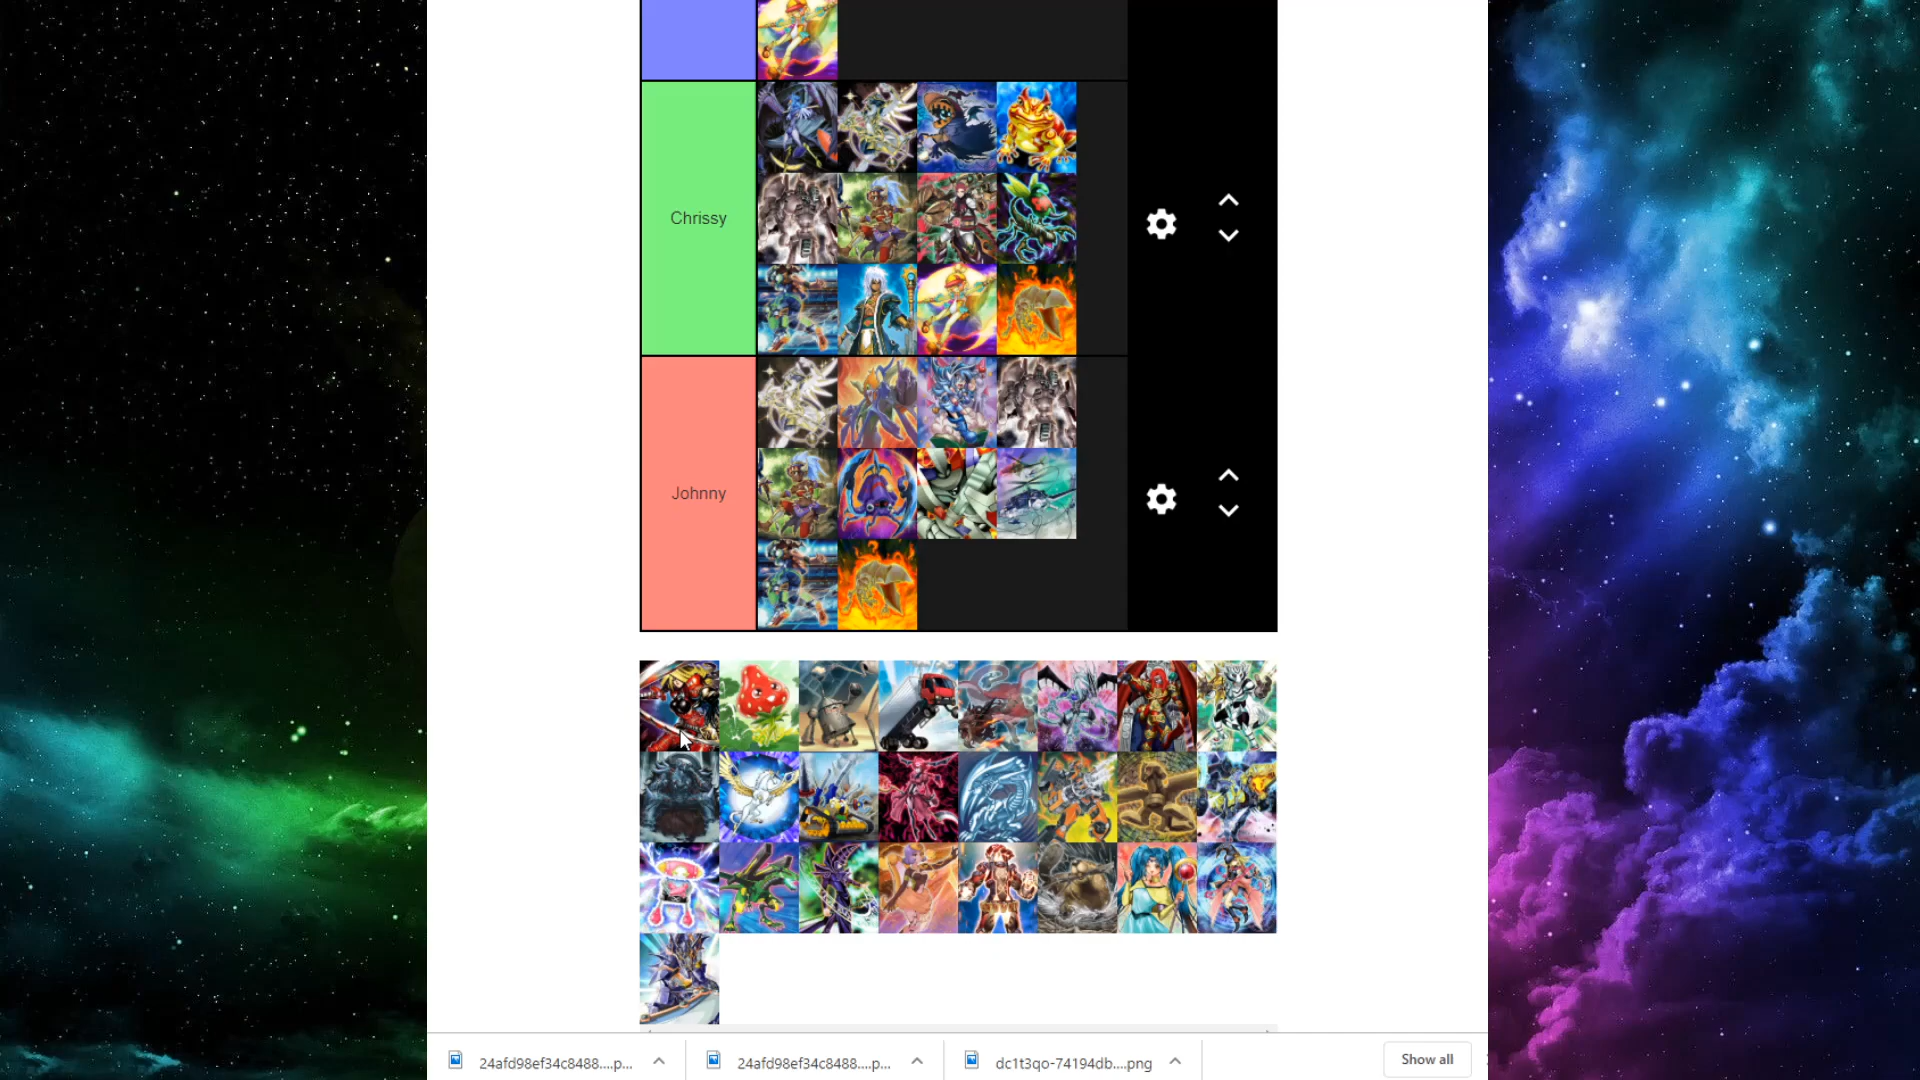 Chrissy
Johnny
24afd98ef34c8488....p...
24afd98ef34c8488....p...
dc1t3qo-74194db....png
Show all